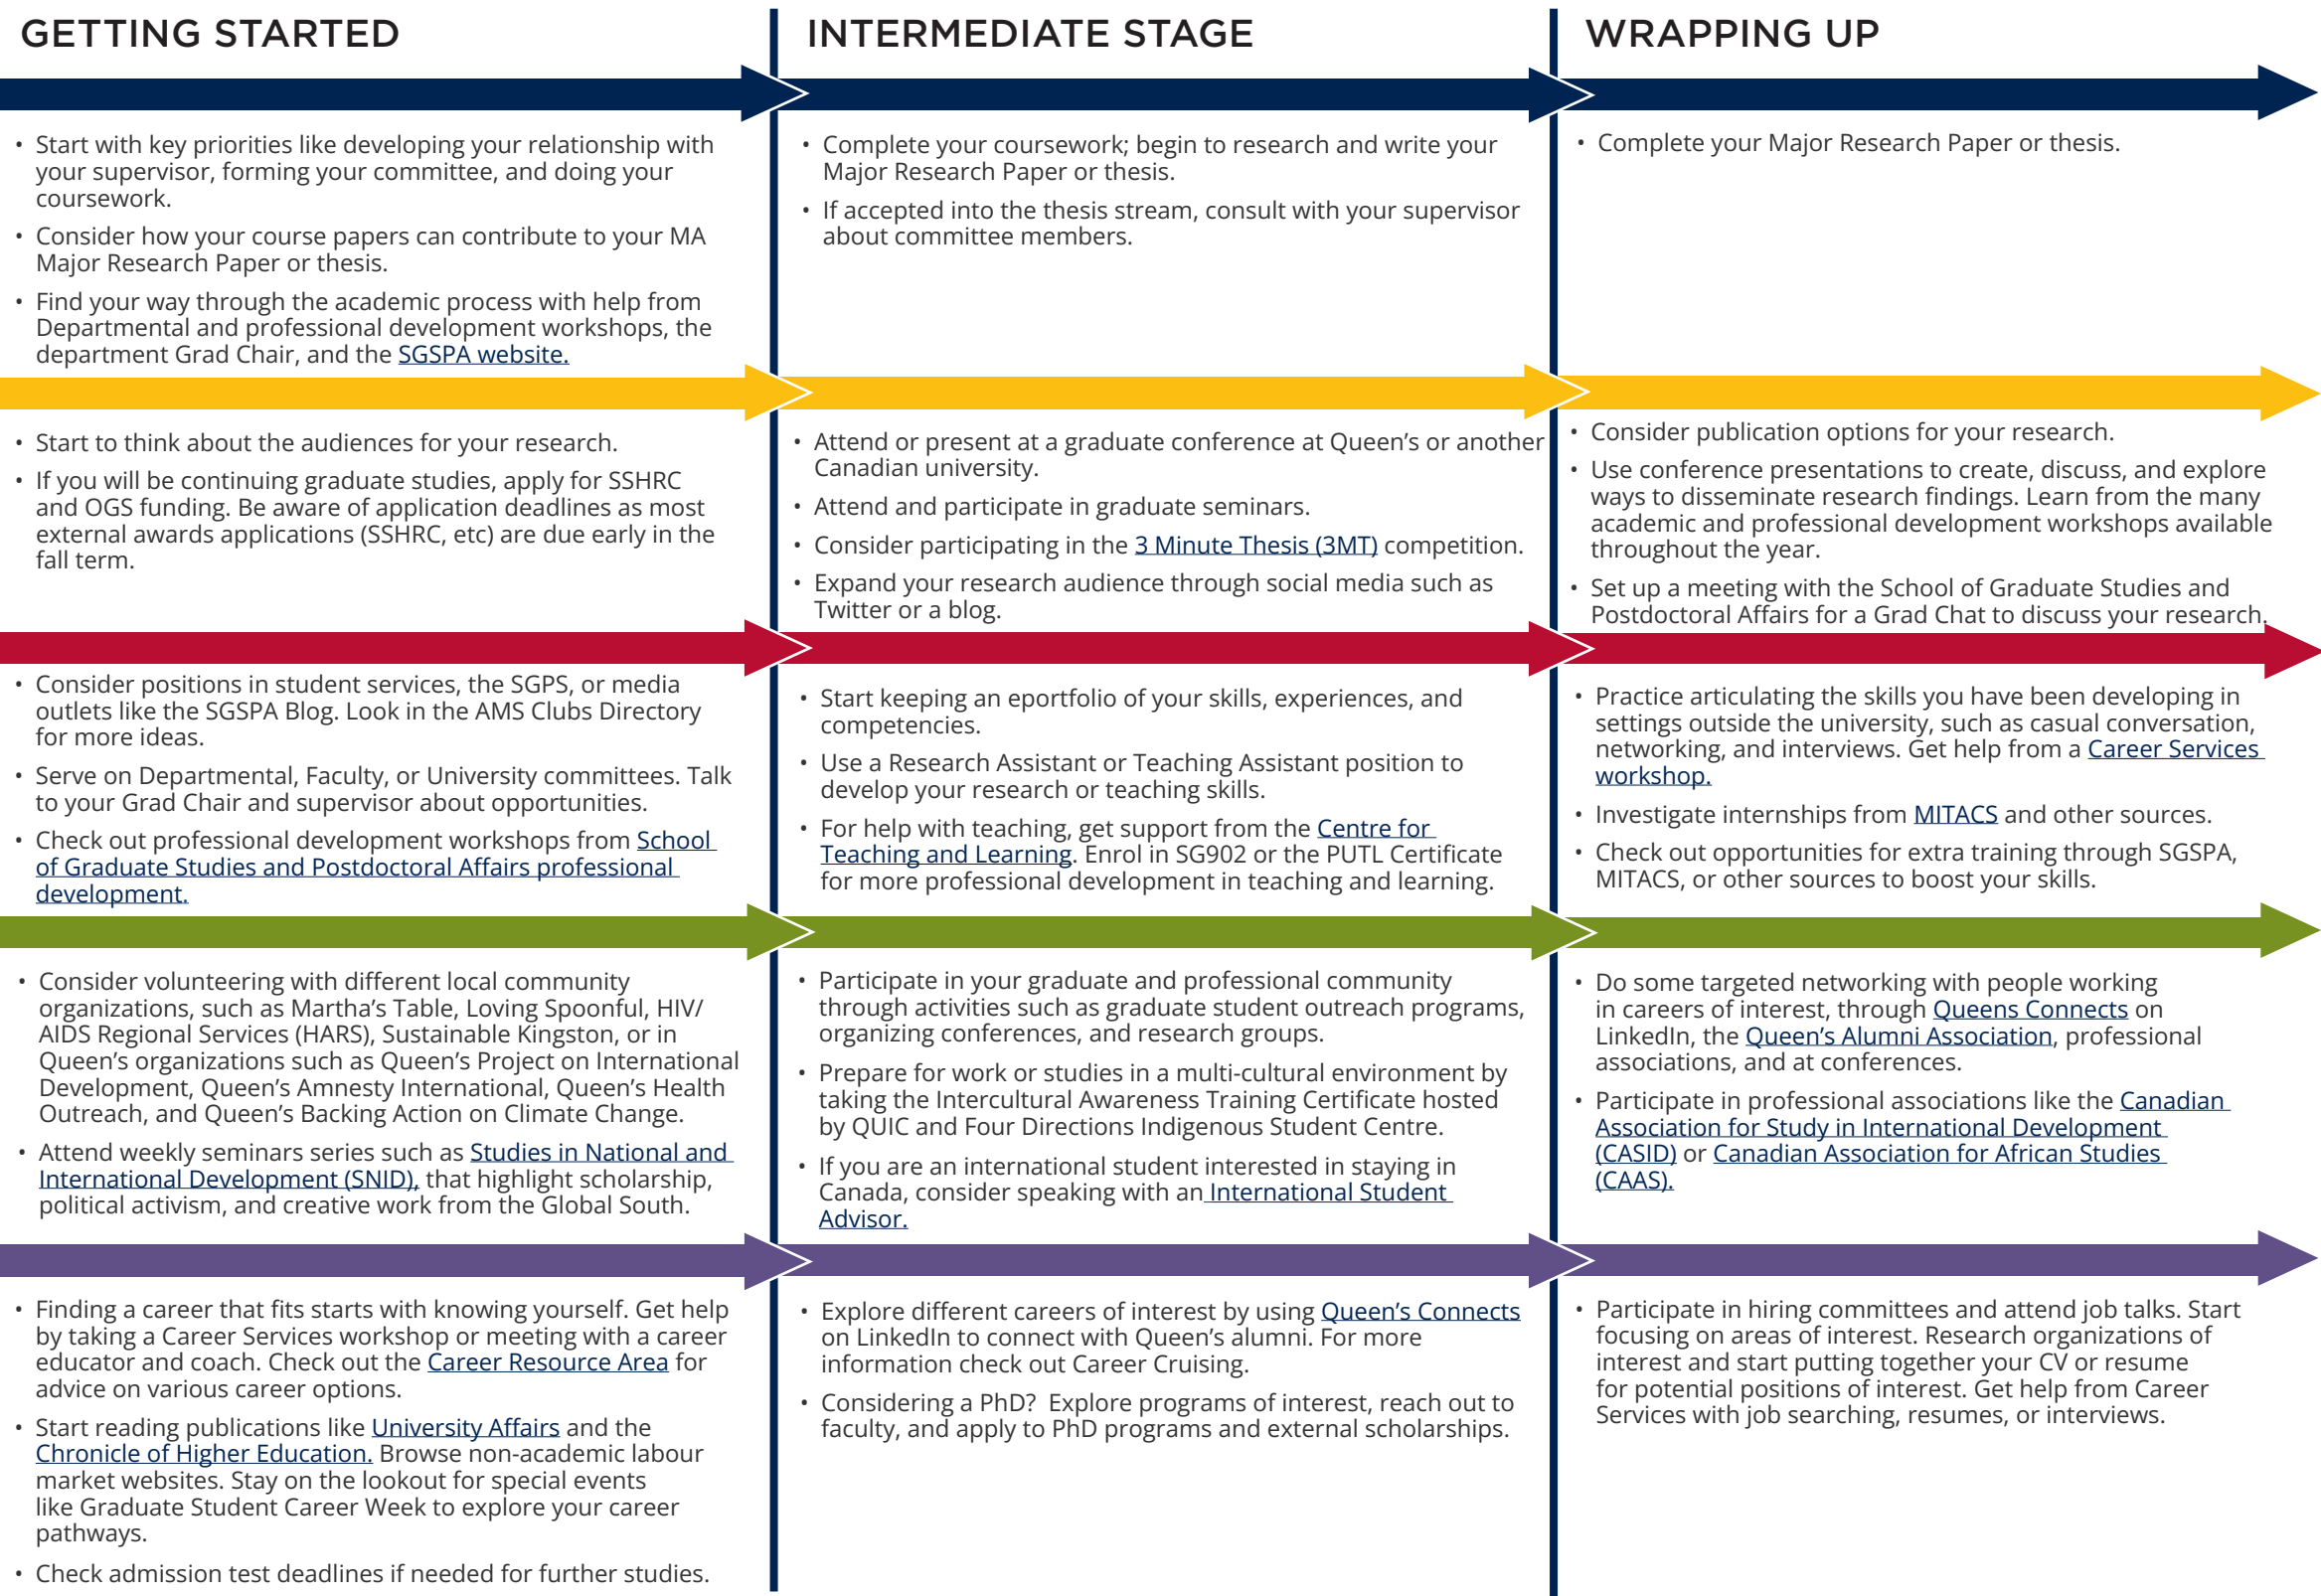 GETTING STARTED
INTERMEDIATE STAGE
WRAPPING UP
• Start with key priorities like developing your relationship with
your supervisor, forming your committee, and doing your
coursework.
• Consider how your course papers can contribute to your MA
Major Research Paper or thesis.
• Find your way through the academic process with help from
Departmental and professional development workshops, the
department Grad Chair, and the SGSPA website.
• Complete your coursework; begin to research and write your
Major Research Paper or thesis.
• If accepted into the thesis stream, consult with your supervisor
about committee members.
• Complete your Major Research Paper or thesis.
• Start to think about the audiences for your research.
• If you will be continuing graduate studies, apply for SSHRC
and OGS funding. Be aware of application deadlines as most
external awards applications (SSHRC, etc) are due early in the
fall term.
• Attend or present at a graduate conference at Queen's or another
Canadian university.
• Attend and participate in graduate seminars.
• Consider participating in the 3 Minute Thesis (3MT) competition.
• Expand your research audience through social media such as
Twitter or a blog.
• Consider publication options for your research.
• Use conference presentations to create, discuss, and explore
ways to disseminate research findings. Learn from the many
academic and professional development workshops available
throughout the year.
• Set up a meeting with the School of Graduate Studies and
Postdoctoral Affairs for a Grad Chat to discuss your research.
• Consider positions in student services, the SGPS, or media
outlets like the SGSPA Blog. Look in the AMS Clubs Directory
for more ideas.
• Serve on Departmental, Faculty, or University committees. Talk
to your Grad Chair and supervisor about opportunities.
• Check out professional development workshops from School
of Graduate Studies and Postdoctoral Affairs professional
development.
• Start keeping an eportfolio of your skills, experiences, and
competencies.
• Use a Research Assistant or Teaching Assistant position to
develop your research or teaching skills.
• For help with teaching, get support from the Centre for
Teaching and Learning. Enrol in SG902 or the PUTL Certificate
for more professional development in teaching and learning.
• Practice articulating the skills you have been developing in
settings outside the university, such as casual conversation,
networking, and interviews. Get help from a Career Services
workshop.
• Investigate internships from MITACS and other sources.
• Check out opportunities for extra training through SGSPA,
MITACS, or other sources to boost your skills.
• Consider volunteering with different local community
organizations, such as Martha's Table, Loving Spoonful, HIV/
AIDS Regional Services (HARS), Sustainable Kingston, or in
Queen's organizations such as Queen's Project on International
Development, Queen's Amnesty International, Queen's Health
Outreach, and Queen's Backing Action on Climate Change.
• Attend weekly seminars series such as Studies in National and
International Development (SNID), that highlight scholarship,
political activism, and creative work from the Global South.
• Participate in your graduate and professional community
through activities such as graduate student outreach programs,
organizing conferences, and research groups.
• Prepare for work or studies in a multi-cultural environment by
taking the Intercultural Awareness Training Certificate hosted
by QUIC and Four Directions Indigenous Student Centre.
• If you are an international student interested in staying in
Canada, consider speaking with an International Student
Advisor.
• Do some targeted networking with people working
in careers of interest, through Queens Connects on
LinkedIn, the Queen's Alumni Association, professional
associations, and at conferences.
• Participate in professional associations like the Canadian
Association for Study in International Development
(CASID) or Canadian Association for African Studies
(CAAS).
• Finding a career that fits starts with knowing yourself. Get help
by taking a Career Services workshop or meeting with a career
educator and coach. Check out the Career Resource Area for
advice on various career options.
• Start reading publications like University Affairs and the
Chronicle of Higher Education. Browse non-academic labour
market websites. Stay on the lookout for special events
like Graduate Student Career Week to explore your career
pathways.
• Check admission test deadlines if needed for further studies.
• Explore different careers of interest by using Queen's Connects
on LinkedIn to connect with Queen's alumni. For more
information check out Career Cruising.
• Considering a PhD? Explore programs of interest, reach out to
faculty, and apply to PhD programs and external scholarships.
• Participate in hiring committees and attend job talks. Start
focusing on areas of interest. Research organizations of
interest and start putting together your CV or resume
for potential positions of interest. Get help from Career
Services with job searching, resumes, or interviews.